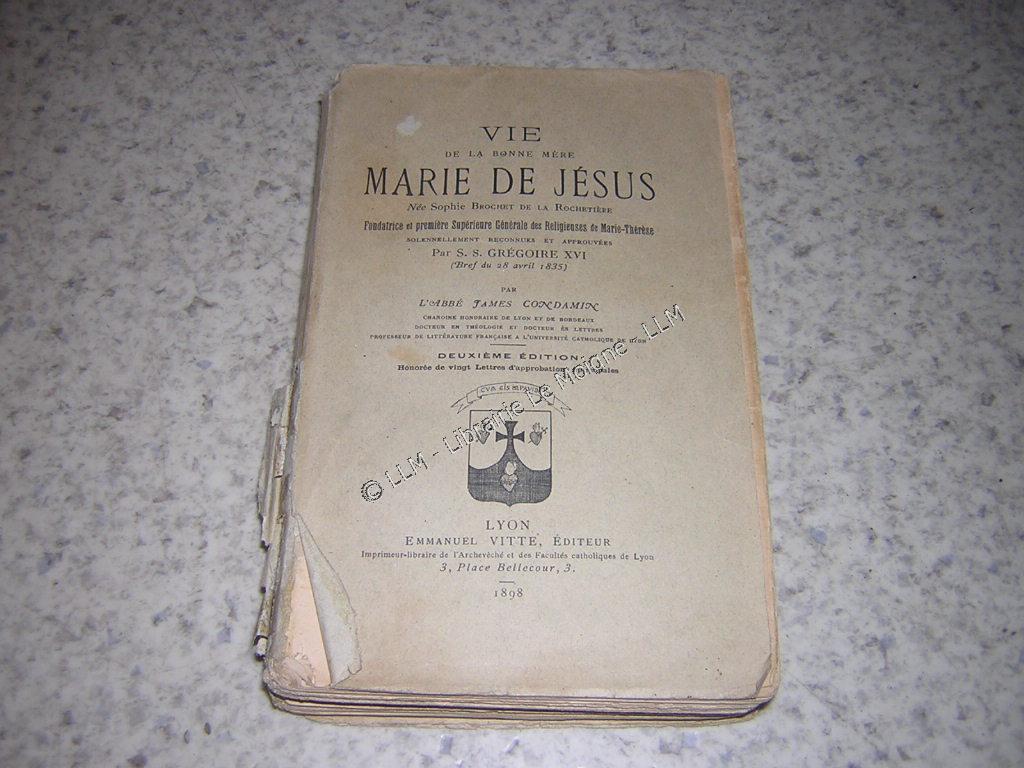 VIE
DE LA BONNE MÈRE
MARIE DE JÉSUS
Née Sophie BROCHET DE LA ROCHETIÈRE
Fondatrice et première Supérieure Générale des Religieuses de Marie-Thérèse
SOLENNELLEMENT RECONNUES ET APPROUVÉES
Par S. S. GRÉGOIRE XVI
(Bref du 28 avril 1835)
PAR
L'ABBÉ JAMES CONDAMIN
CHANOINE HONORAIRE DE LYON ET DE BORDEAUX
DOCTEUR EN THÉOLOGIE ET DOCTEUR ÈS LETTRES
PROFESSEUR DE LITTÉRATURE FRANÇAISE A L'UNIVERSITÉ CATHOLIQUE DE LYON
DEUXIÈME ÉDITION
Honorée de vingt Lettres d'approbation
© LLM - Librairie Le Moigne - LLM
LYON
EMMANUEL VITTE, ÉDITEUR
Imprimeur-libraire de l'Archevêché et des Facultés catholiques de Lyon
3, Place Bellecour, 3.
1898